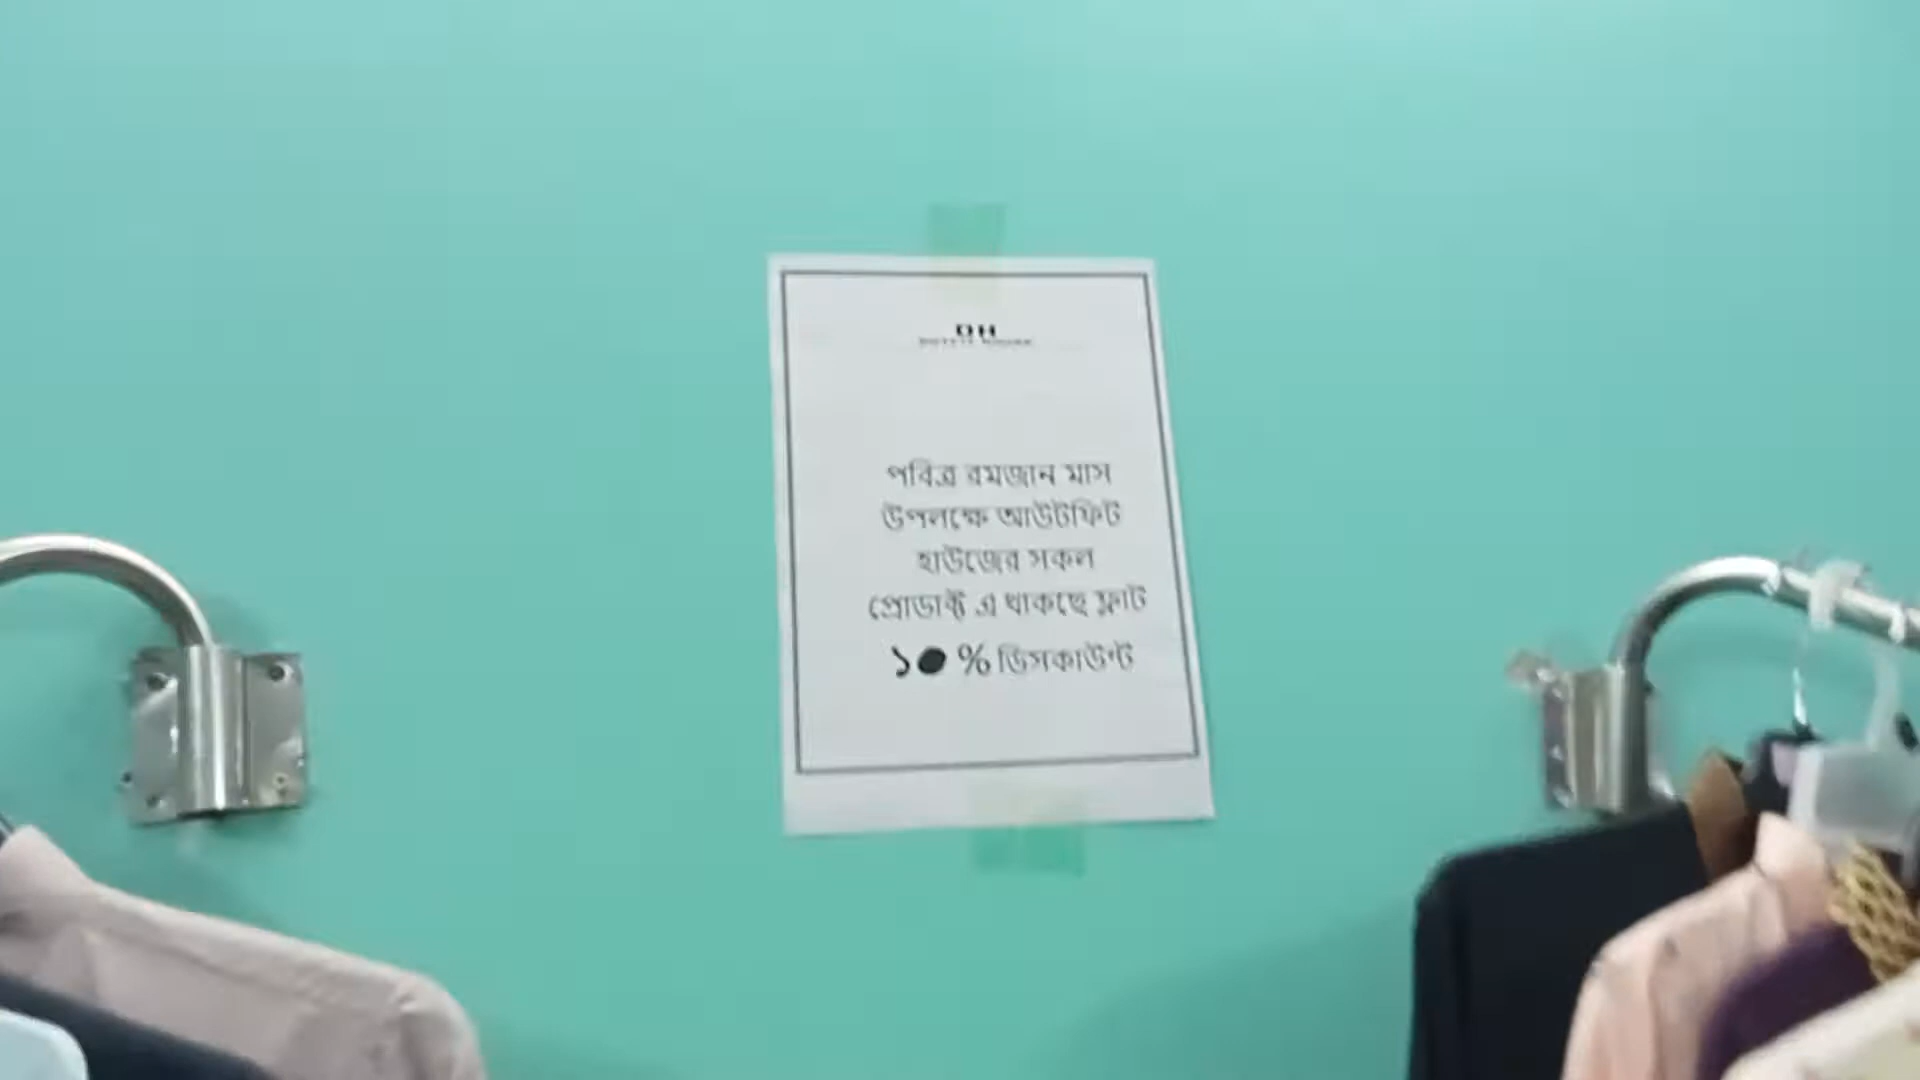 OH
পবিত্র রমজান মাস
উপলক্ষে আউটফিট
হাউজের সকল
প্রোডাক্ট এ থাকছে ফ্লাট
১০ % ডিসকাউন্ট